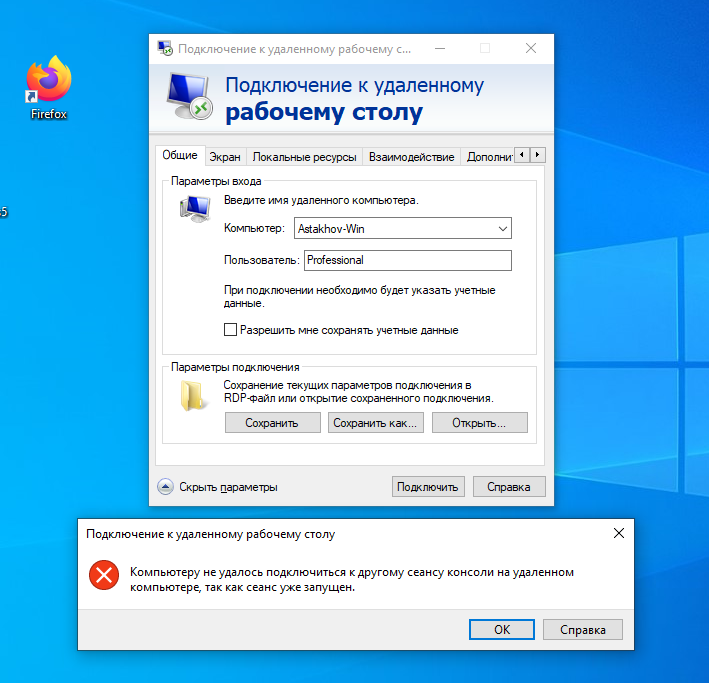 Подключение к удаленному рабочему с...
Подключение к удаленному
рабочему столу
Firefox
Общие
Экран
Локальные ресурсы
Взаимодействие
Дополнит
Параметры входа
Введите имя удаленного компьютера.
Компьютер:
Astakhov-Win
Пользователь:
Professional
При подключении необходимо будет указать учетные
данные.
Разрешить мне сохранять учетные данные
Параметры подключения
Сохранение текущих параметров подключения в
RDP-файл или открытие сохраненного подключения.
Сохранить
Сохранить как...
Открыть...
Скрыть параметры
Подключить
Справка
Подключение к удаленному рабочему столу
Компьютеру не удалось подключиться к другому сеансу консоли на удаленном
компьютере, так как сеанс уже запущен.
OK
Справка